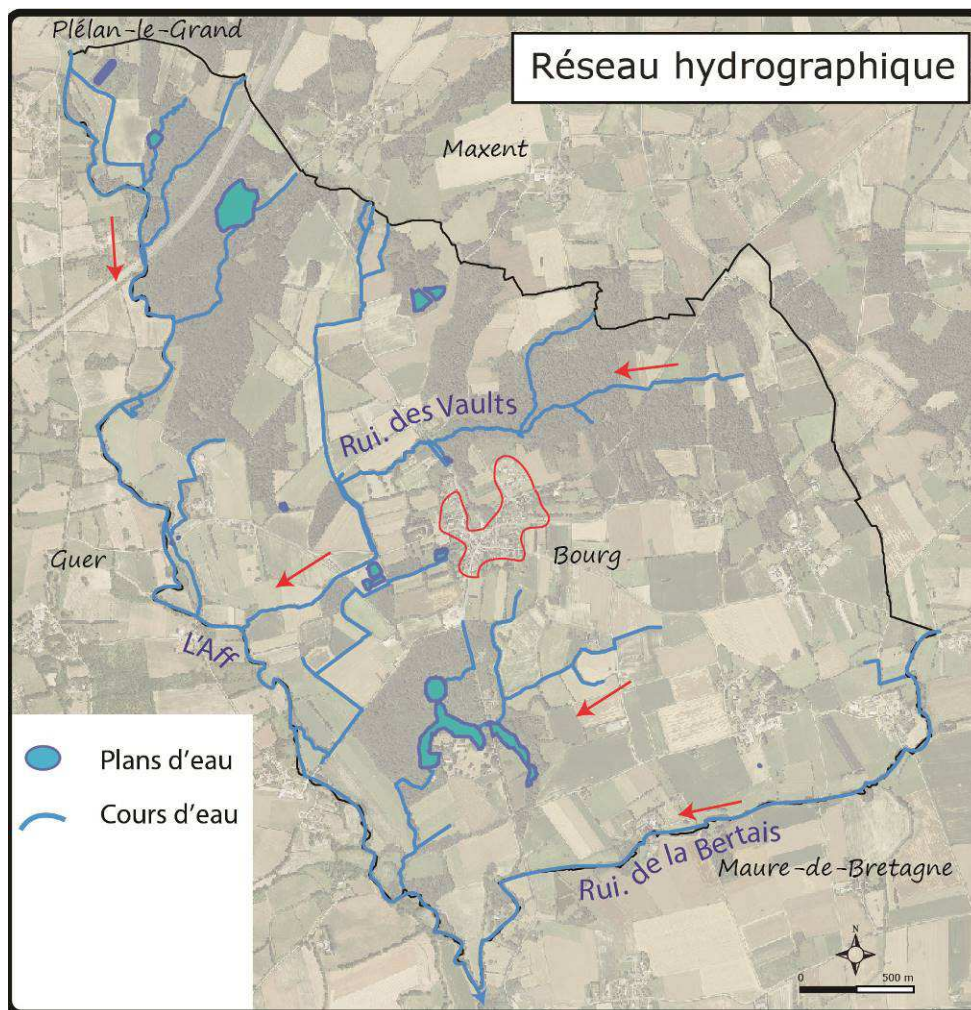 Plélan-le-Grand
Réseau hydrographique
Maxent
Rui. des Vaults
Guer
Bourg
L'Aff
Plans d'eau
Cours d'eau
Rui. de la Bertais
Maure-de-Bretagne
N
0 500 m